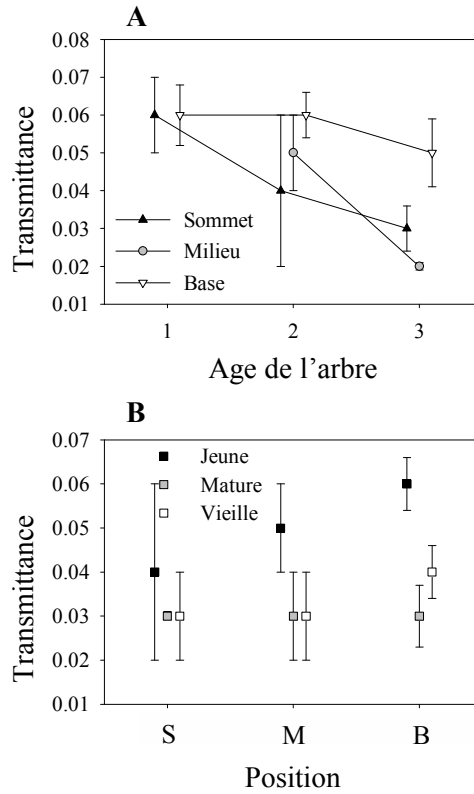 A
0.08
0.07
0.06
0.05
0.04
0.03
0.02
0.01
Transmittance
Sommet
Milieu
Base
1 2 3
Age de l'arbre
B
0.07
0.06
0.05
0.04
0.03
0.02
0.01
Transmittance
Jeune
Mature
Vieille
S M B
Position